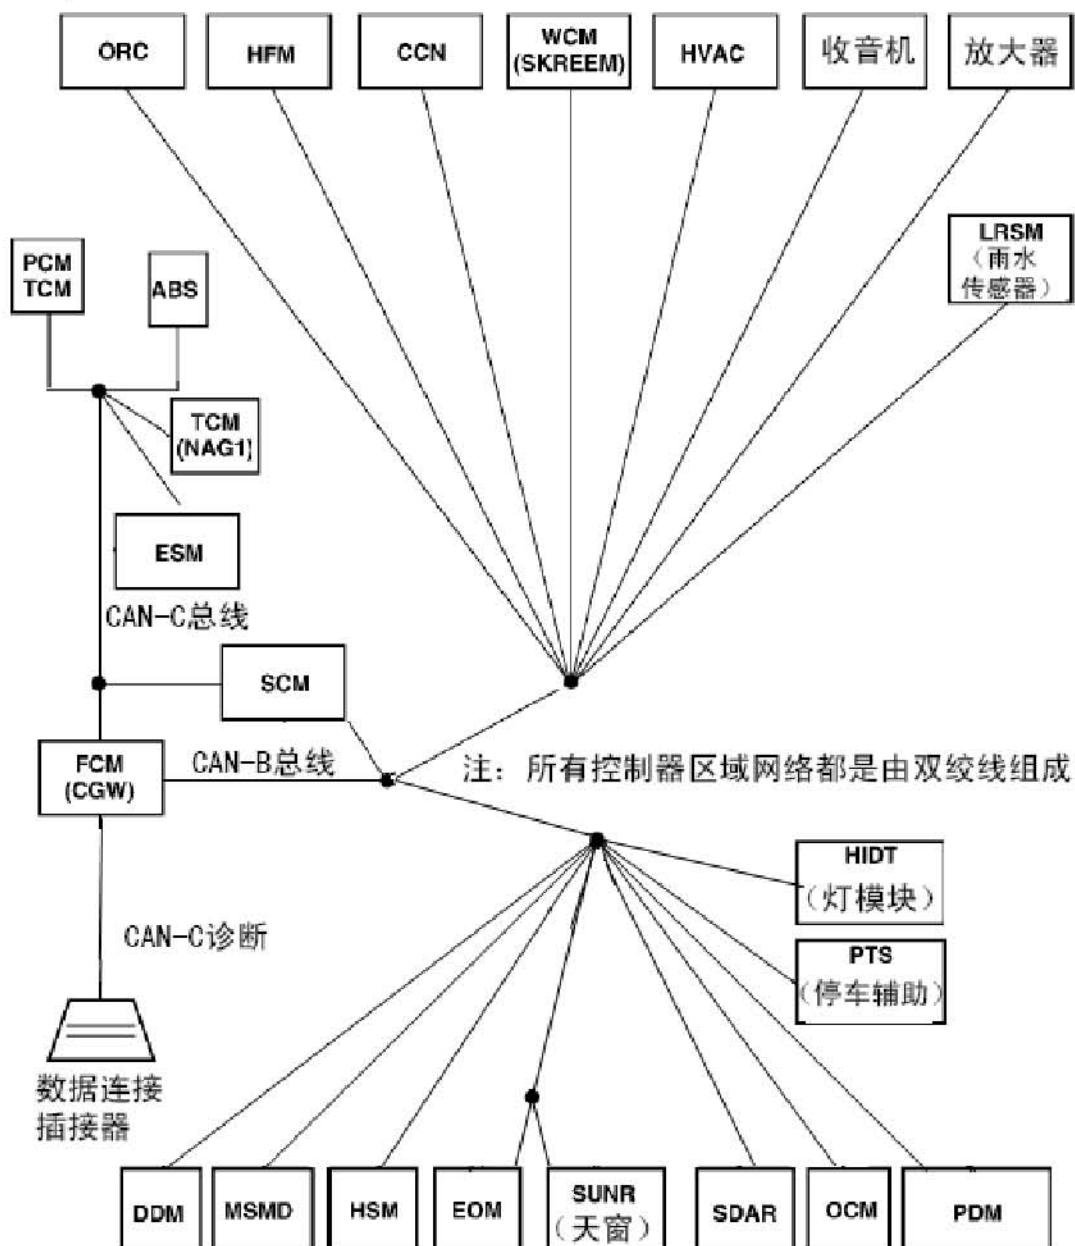 ORC
HFM
CCN
WCM
(SKREEM)
HVAC
收音机
放大器
LRSM
（雨水
传感器）
PCM
TCM
ABS
TCM
(NAG1)
ESM
CAN-C总线
SCM
FCM
(CGW)
CAN-B总线
注：所有控制器区域网络都是由双绞线组成
HIDT
（灯模块）
PTS
（停车辅助）
CAN-C诊断
数据连接
插接器
DDM
MSMD
HSM
EOM
SUNR
（天窗）
SDAR
OCM
PDM